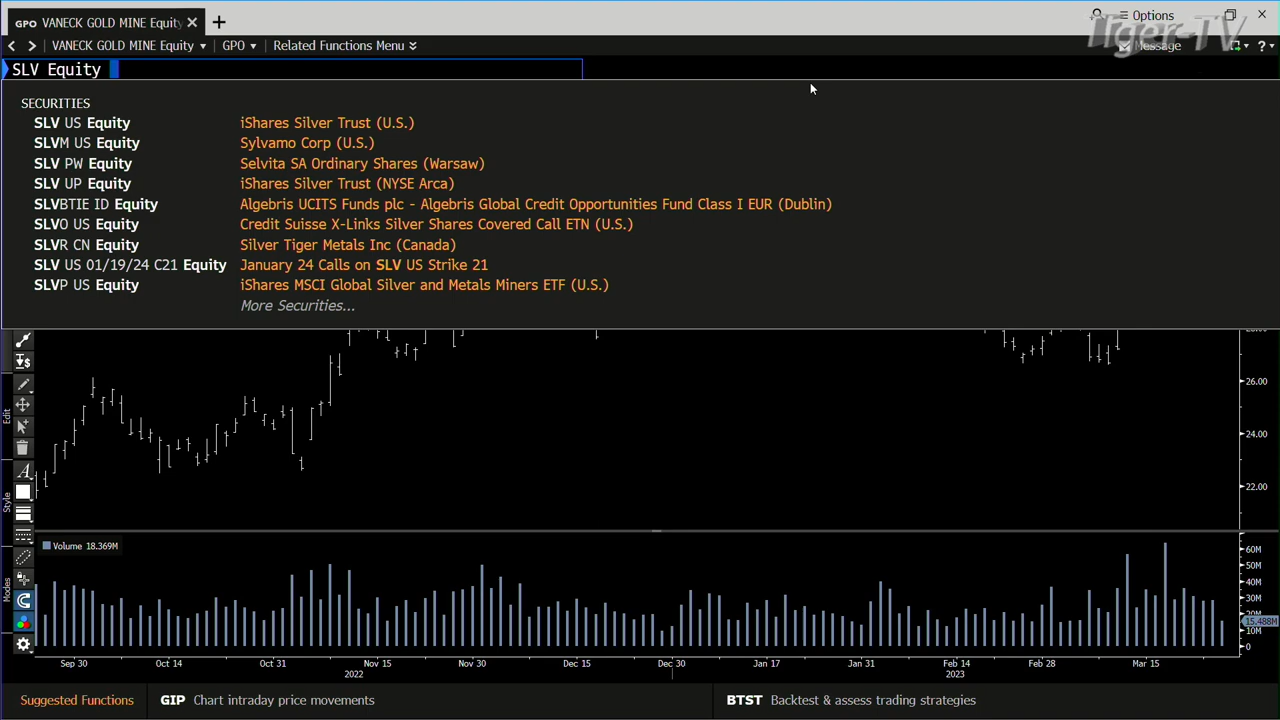 GPO VANECK GOLD MINE Equity
Options
VANECK GOLD MINE Equity GPO Related Functions Menu
Message ?
Tiger-TV
SLV Equity
SECURITIES
SLV US Equity iShares Silver Trust (U.S.)
SLVM US Equity Sylvamo Corp (U.S.)
SLV PW Equity Selvita SA Ordinary Shares (Warsaw)
SLV UP Equity iShares Silver Trust (NYSE Arca)
SLVBTIE ID Equity Algebris UCITS Funds plc - Algebris Global Credit Opportunities Fund Class I EUR (Dublin)
SLVO US Equity Credit Suisse X-Links Silver Shares Covered Call ETN (U.S.)
SLVR CN Equity Silver Tiger Metals Inc (Canada)
SLV US 01/19/24 C21 Equity January 24 Calls on SLV US Strike 21
SLVP US Equity iShares MSCI Global Silver and Metals Miners ETF (U.S.)
More Securities...
26.00
24.00
22.00
Edit
Style
Modes
Volume 18.369M
60M
50M
40M
30M
20M
15.488M
10M
0
Sep 30 Oct 14 Oct 31 Nov 15 Nov 30 Dec 15 Dec 30 Jan 17 Jan 31 Feb 14 Feb 28 Mar 15
2022 2023
Suggested Functions GIP Chart intraday price movements BTST Backtest & assess trading strategies